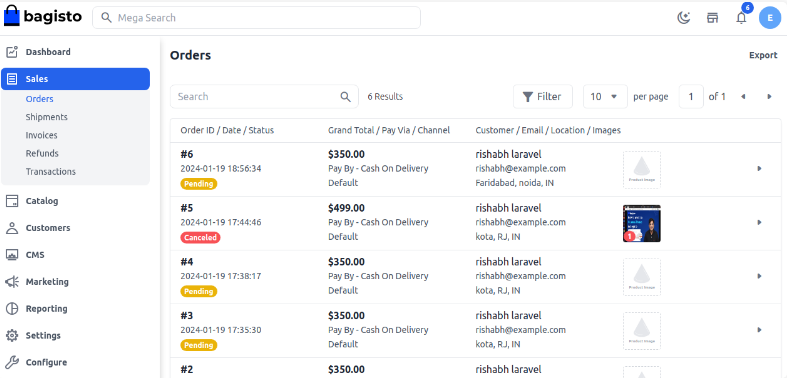 bagisto
Mega Search
6
E
Dashboard
Sales
Orders
Shipments
Invoices
Refunds
Transactions
Catalog
Customers
CMS
Marketing
Reporting
Settings
Configure
Orders
Export
Search
6 Results
Filter
10
per page
1
of 1
Order ID / Date / Status
Grand Total / Pay Via / Channel
Customer / Email / Location / Images
#6
2024-01-19 18:56:34
Pending
$350.00
Pay By - Cash On Delivery
Default
rishabh laravel
rishabh@example.com
Faridabad, noida, IN
Product Image
#5
2024-01-19 17:44:46
Canceled
$499.00
Pay By - Cash On Delivery
Default
rishabh laravel
rishabh@example.com
kota, RJ, IN
1
#4
2024-01-19 17:38:17
Pending
$350.00
Pay By - Cash On Delivery
Default
rishabh laravel
rishabh@example.com
kota, RJ, IN
Product Image
#3
2024-01-19 17:35:30
Pending
$350.00
Pay By - Cash On Delivery
Default
rishabh laravel
rishabh@example.com
kota, RJ, IN
Product Image
#2
$350.00
rishabh laravel